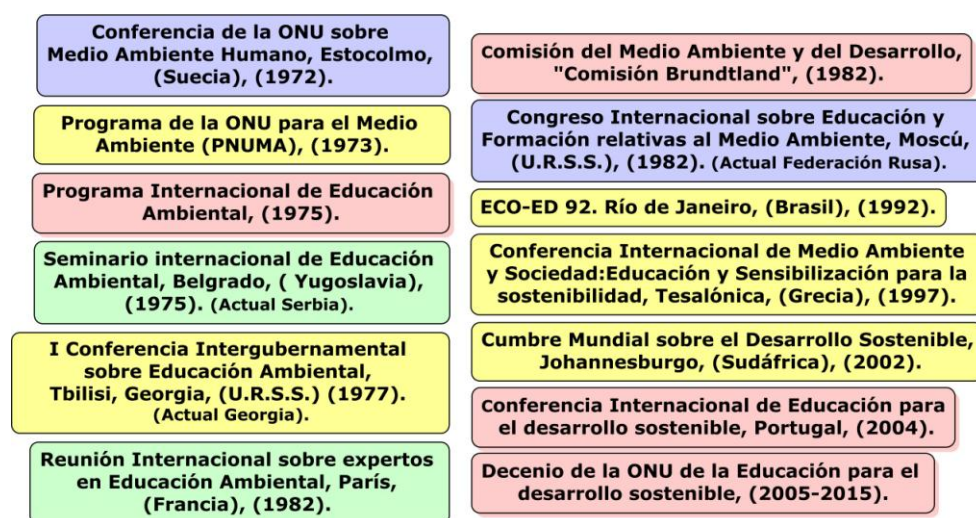 Conferencia de la ONU sobre
Medio Ambiente Humano, Estocolmo,
(Suecia), (1972).
Programa de la ONU para el Medio
Ambiente (PNUMA), (1973).
Programa Internacional de Educación
Ambiental, (1975).
Seminario internacional de Educación
Ambiental, Belgrado, ( Yugoslavia),
(1975). (Actual Serbia).
I Conferencia Intergubernamental
sobre Educación Ambiental,
Tbilisi, Georgia, (U.R.S.S.) (1977).
(Actual Georgia).
Reunión Internacional sobre expertos
en Educación Ambiental, París,
(Francia), (1982).
Comisión del Medio Ambiente y del Desarrollo,
"Comisión Brundtland", (1982).
Congreso Internacional sobre Educación y
Formación relativas al Medio Ambiente, Moscú,
(U.R.S.S.), (1982). (Actual Federación Rusa).
ECO-ED 92. Río de Janeiro, (Brasil), (1992).
Conferencia Internacional de Medio Ambiente
y Sociedad:Educación y Sensibilización para la
sostenibilidad, Tesalónica, (Grecia), (1997).
Cumbre Mundial sobre el Desarrollo Sostenible,
Johannesburgo, (Sudáfrica), (2002).
Conferencia Internacional de Educación para
el desarrollo sostenible, Portugal, (2004).
Decenio de la ONU de la Educación para el
desarrollo sostenible, (2005-2015).